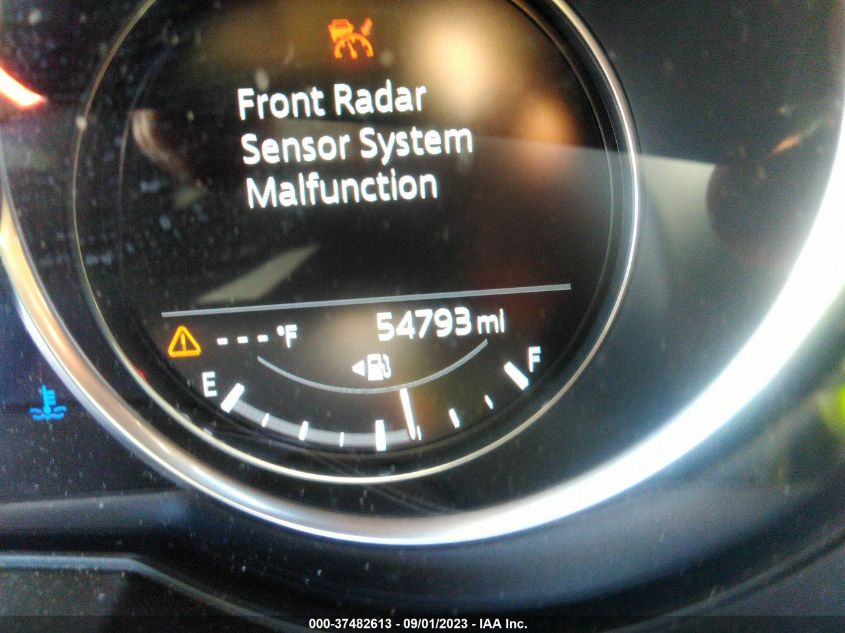 Front Radar
Sensor System
Malfunction
---°F 54793 mi
E F
000-37482613 - 09/01/2023 - IAA Inc.